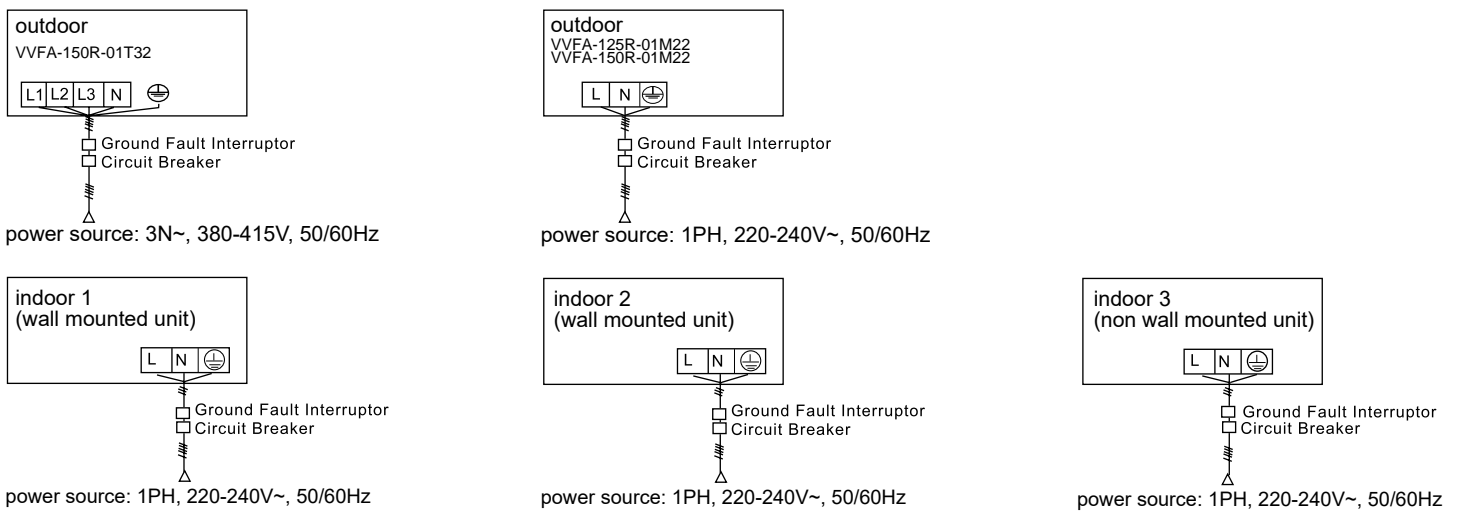 outdoor
VVFA-150R-01T32
L1 L2 L3 N
Ground Fault Interruptor
Circuit Breaker
power source: 3N~, 380-415V, 50/60Hz
outdoor
VVFA-125R-01M22
VVFA-150R-01M22
L N
Ground Fault Interruptor
Circuit Breaker
power source: 1PH, 220-240V~, 50/60Hz
indoor 1
(wall mounted unit)
L N
Ground Fault Interruptor
Circuit Breaker
power source: 1PH, 220-240V~, 50/60Hz
indoor 2
(wall mounted unit)
L N
Ground Fault Interruptor
Circuit Breaker
power source: 1PH, 220-240V~, 50/60Hz
indoor 3
(non wall mounted unit)
L N
Ground Fault Interruptor
Circuit Breaker
power source: 1PH, 220-240V~, 50/60Hz